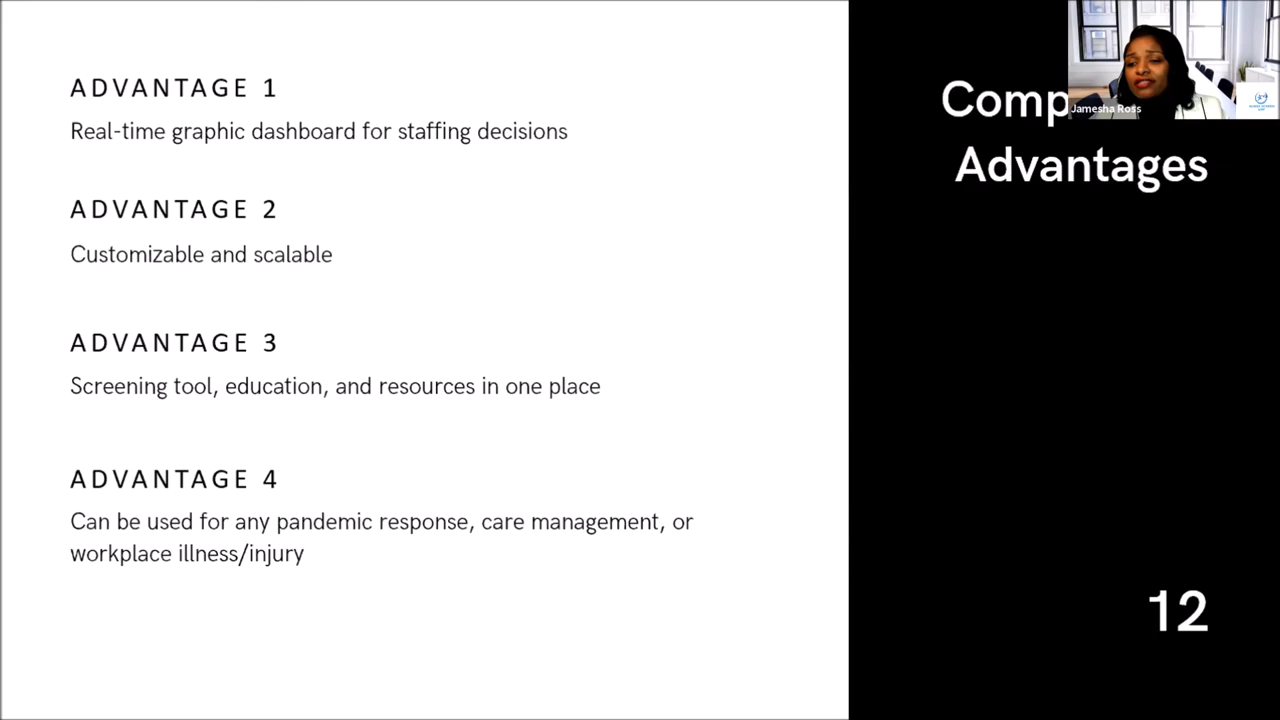 ADVANTAGE 1
Real-time graphic dashboard for staffing decisions
ADVANTAGE 2
Customizable and scalable
ADVANTAGE 3
Screening tool, education, and resources in one place
ADVANTAGE 4
Can be used for any pandemic response, care management, or
workplace illness/injury
Advantages
12
Jamesha Ross